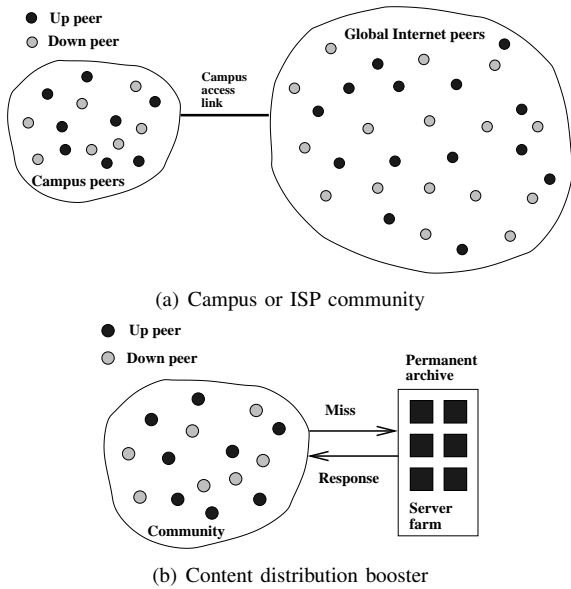 Up peer
Down peer
Global Internet peers
Campus
access
link
Campus peers
(a) Campus or ISP community
Up peer
Down peer
Permanent
archive
Miss
Response
Server
farm
Community
(b) Content distribution booster